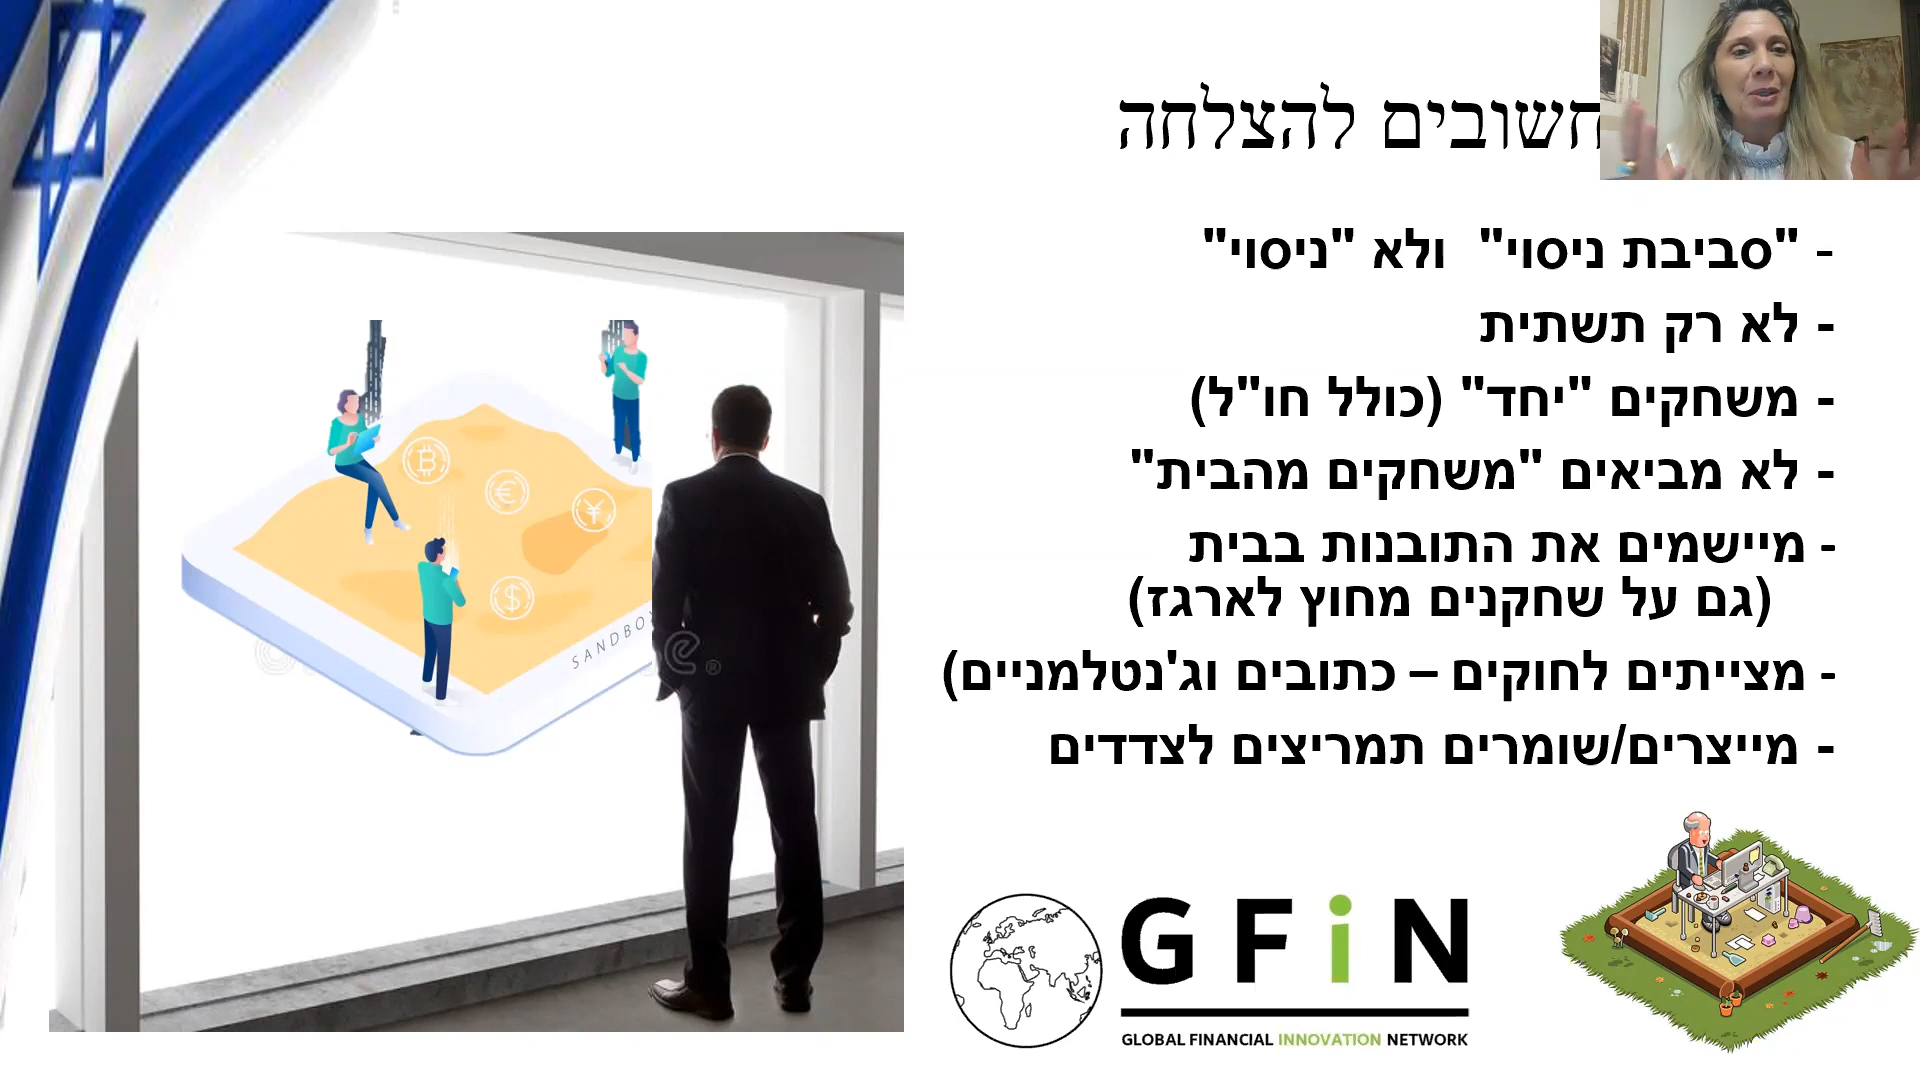 חשובים להצלחה
- "סביבת ניסוי" ולא "ניסוי"
- לא רק תשתית
- משחקים "יחד" (כולל חו"ל)
- לא מביאים "משחקים מהבית"
- מיישמים את התובנות בבית
(גם על שחקנים מחוץ לארגז)
- מצייתים לחוקים – כתובים וג'נטלמניים)
- מייצרים/שומרים תמריצים לצדדים
SANDBOX
GFiN
GLOBAL FINANCIAL INNOVATION NETWORK